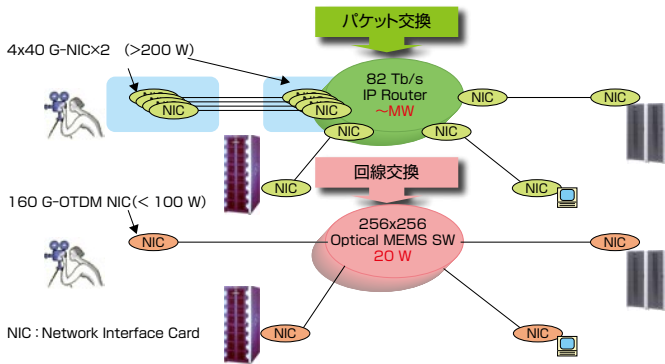 パケット交換
4x40 G-NIC×2 (>200 W)
82 Tb/s
IP Router
～MW
NIC
NIC
NIC
NIC
NIC
NIC
NIC
NIC
回線交換
160 G-OTDM NIC(< 100 W)
256x256
Optical MEMS SW
20 W
NIC
NIC
NIC
NIC
NIC：Network Interface Card